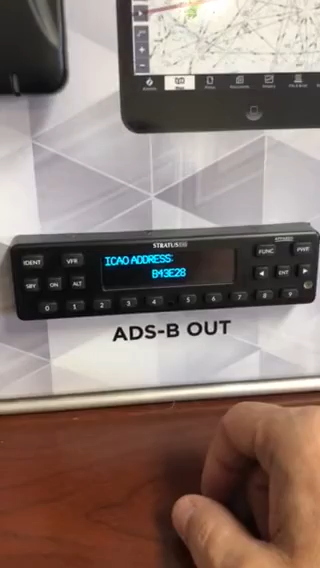 STRATUS
IDENT VFR ICAO ADDRESS: FUNC PWR
B43E28
SBY ON ALT ◀ ENT ▶
0 1 2 3 4 5 6 7 8 9
ADS-B OUT